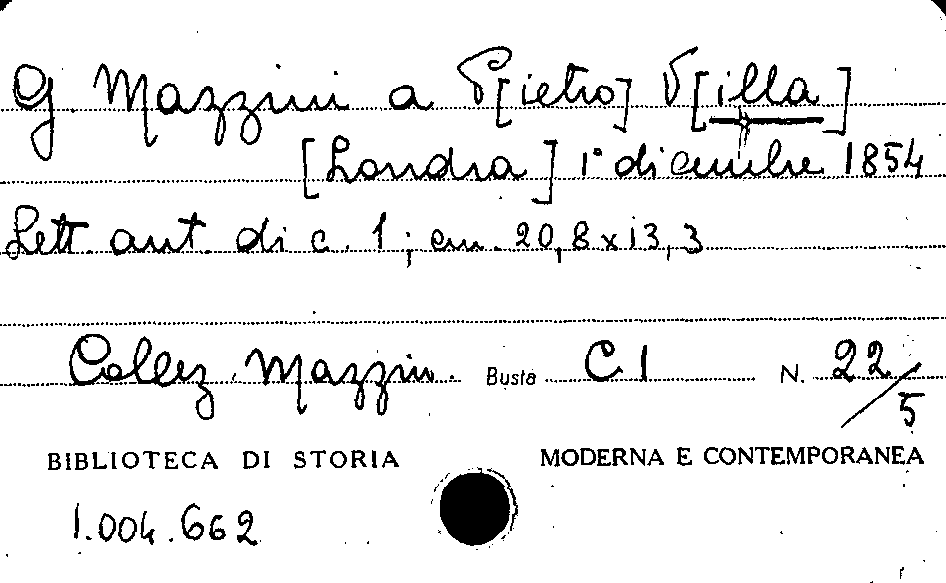 G. Mazzini a P[ietro] V[illa]
[Londra] 1° dicembre 1854
Lett. aut. di c. 1; cm. 20,8 x 13,3
Collez. Mazzini. Busta C I N. 22/5
BIBLIOTECA DI STORIA MODERNA E CONTEMPORANEA
1.004.662